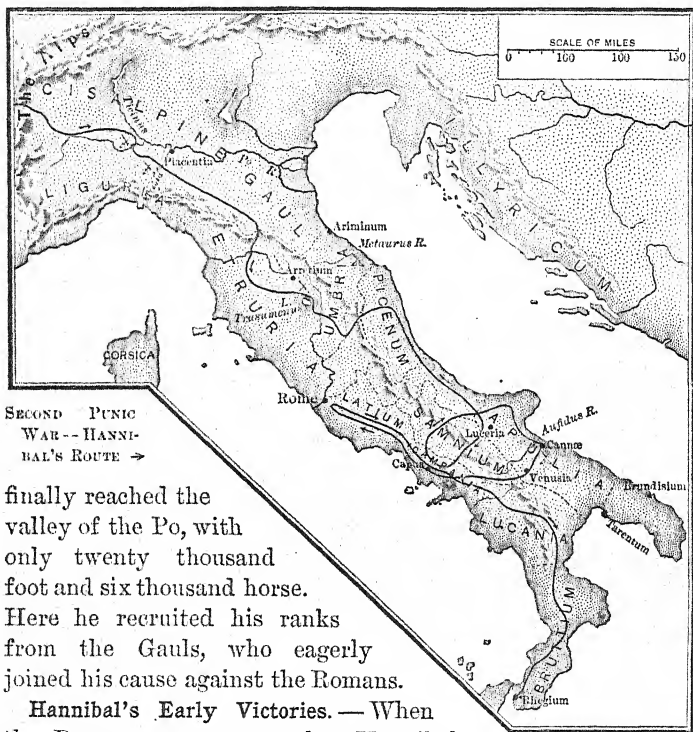 SCALE OF MILES
0 100 100 150
The Alps
CISALPINE GAUL
Ticinus
Placentia
Po R.
LIGURIA
ETRURIA
Ariminum
Metaurus R.
Arretium
L. Trasumenus
UMBRIA
PICENUM
ILLYRICUM
CORSICA
Rome
LATIUM
SAMNIUM
CAMPANIA
Capua
Luceria
APULIA
Aufidus R.
Cannæ
Venusia
Brundisium
Tarentum
LUCANIA
BRUTTIUM
Rhegium
SECOND PUNIC
WAR--HANNI-
BAL'S ROUTE →
finally reached the
valley of the Po, with
only twenty thousand
foot and six thousand horse.
Here he recruited his ranks
from the Gauls, who eagerly
joined his cause against the Romans.
Hannibal's Early Victories. — When